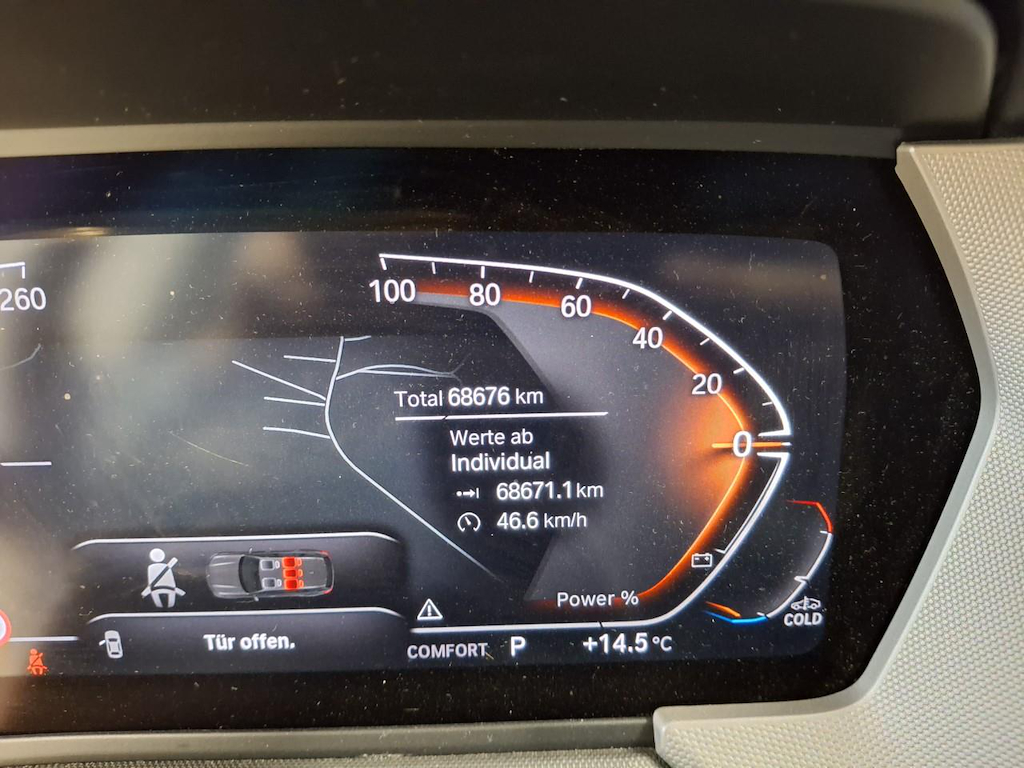 260
100
80
60
40
20
0
Total 68676 km
Werte ab
Individual
68671.1 km
46.6 km/h
Power %
COLD
Tür offen.
COMFORT P +14.5 °C